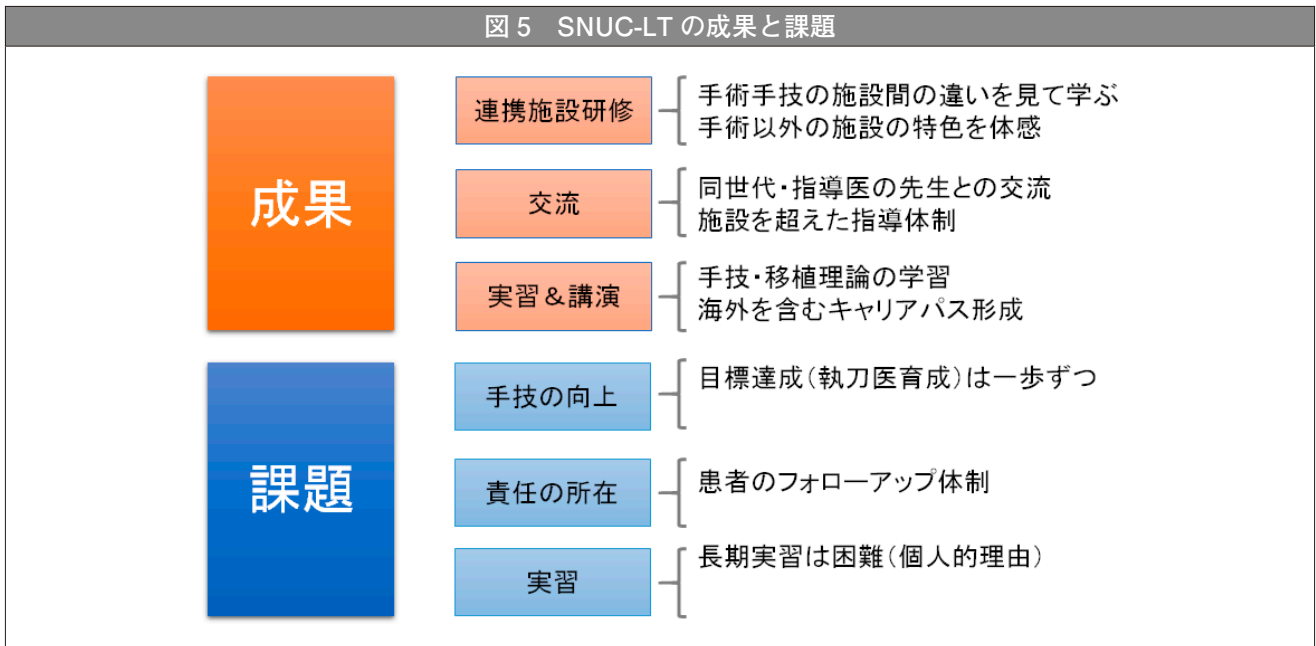 図5 SNUC-LTの成果と課題
成果
連携施設研修
手術手技の施設間の違いを見て学ぶ
手術以外の施設の特色を体感
交流
同世代・指導医の先生との交流
施設を超えた指導体制
実習&講演
手技・移植理論の学習
海外を含むキャリアパス形成
課題
手技の向上
目標達成(執刀医育成)は一歩ずつ
責任の所在
患者のフォローアップ体制
実習
長期実習は困難(個人的理由)